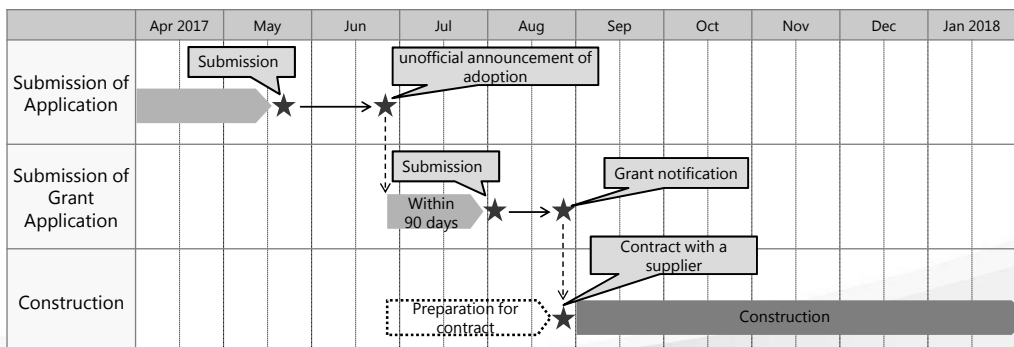 Apr 2017 May Jun Jul Aug Sep Oct Nov Dec Jan 2018
Submission of
Application
Submission
unofficial announcement of
adoption
Submission of
Grant
Application
Submission
Within
90 days
Grant notification
Construction
Contract with a
supplier
Preparation for
contract
Construction